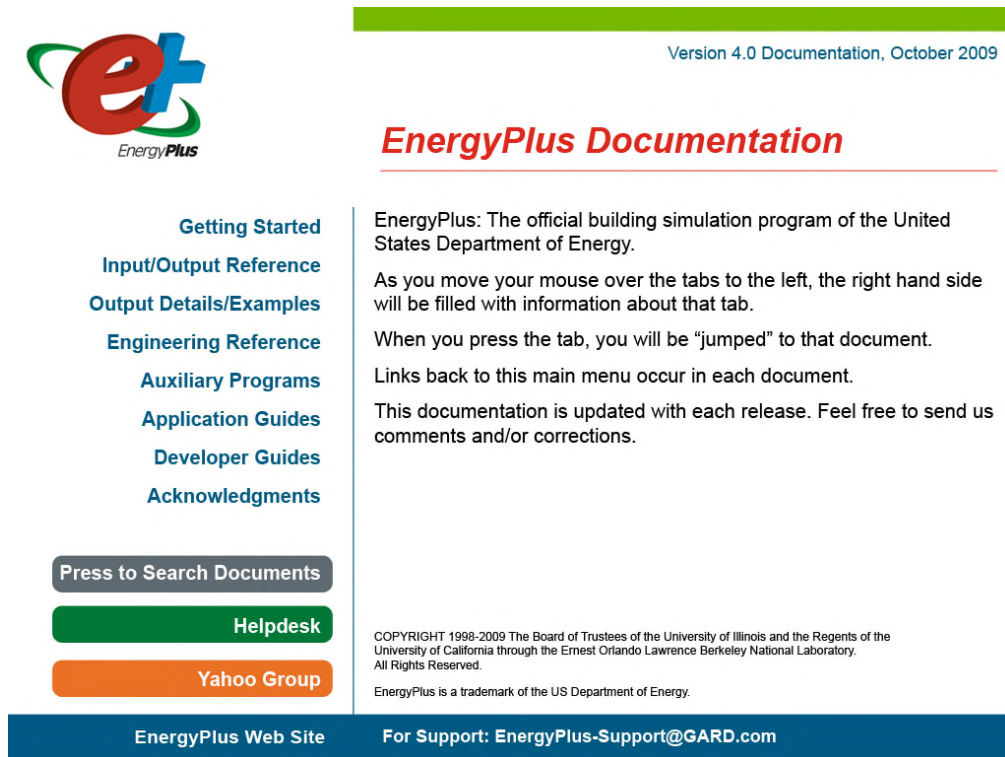 e+
EnergyPlus
Version 4.0 Documentation, October 2009
EnergyPlus Documentation
Getting Started
Input/Output Reference
Output Details/Examples
Engineering Reference
Auxiliary Programs
Application Guides
Developer Guides
Acknowledgments
Press to Search Documents
Helpdesk
Yahoo Group
EnergyPlus: The official building simulation program of the United
States Department of Energy.
As you move your mouse over the tabs to the left, the right hand side
will be filled with information about that tab.
When you press the tab, you will be “jumped” to that document.
Links back to this main menu occur in each document.
This documentation is updated with each release. Feel free to send us
comments and/or corrections.
COPYRIGHT 1998-2009 The Board of Trustees of the University of Illinois and the Regents of the
University of California through the Ernest Orlando Lawrence Berkeley National Laboratory.
All Rights Reserved.
EnergyPlus is a trademark of the US Department of Energy.
EnergyPlus Web Site
For Support: EnergyPlus-Support@GARD.com